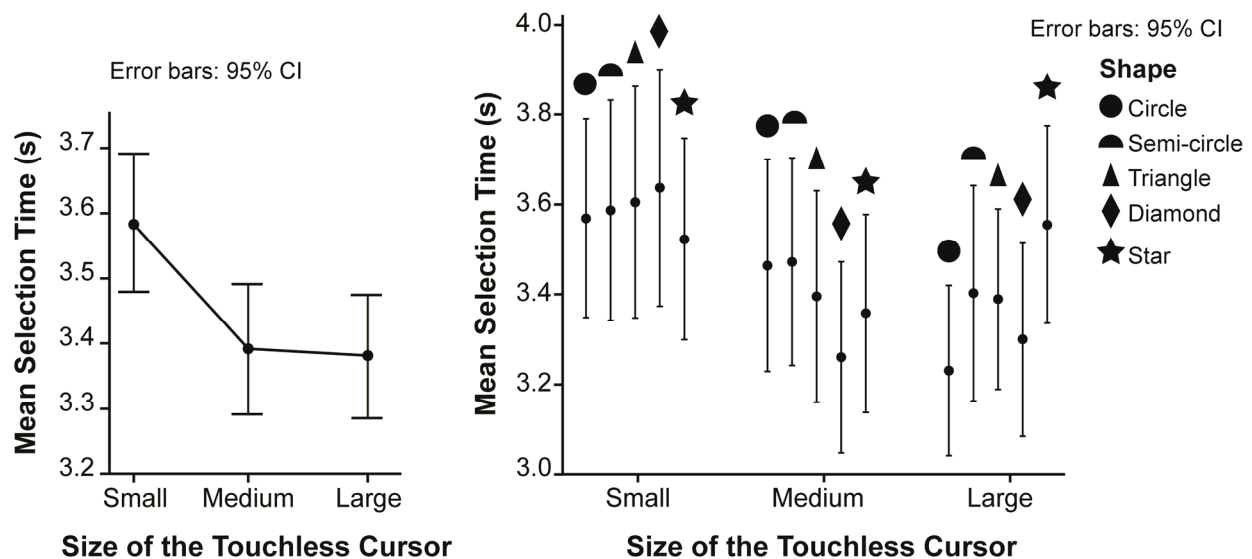 Error bars: 95% CI
Mean Selection Time (s)
3.7
3.6
3.5
3.4
3.3
3.2
Small Medium Large
Size of the Touchless Cursor
Error bars: 95% CI
Shape
Circle
Semi-circle
Triangle
Diamond
Star
Mean Selection Time (s)
4.0
3.8
3.6
3.4
3.2
3.0
Small Medium Large
Size of the Touchless Cursor